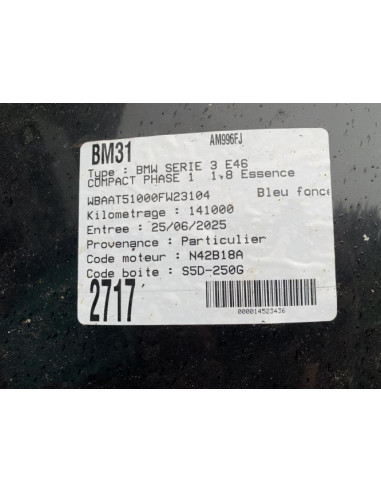 AM996FJ
BM31
Type : BMW SERIE 3 E46
COMPACT PHASE 1 1.8 Essence
WBAAT51000FW23104 Bleu fonce
Kilometrage : 141000
Entree : 25/06/2025
Provenance : Particulier
Code moteur : N42B18A
Code boite : S5D-250G
2717
000014523436